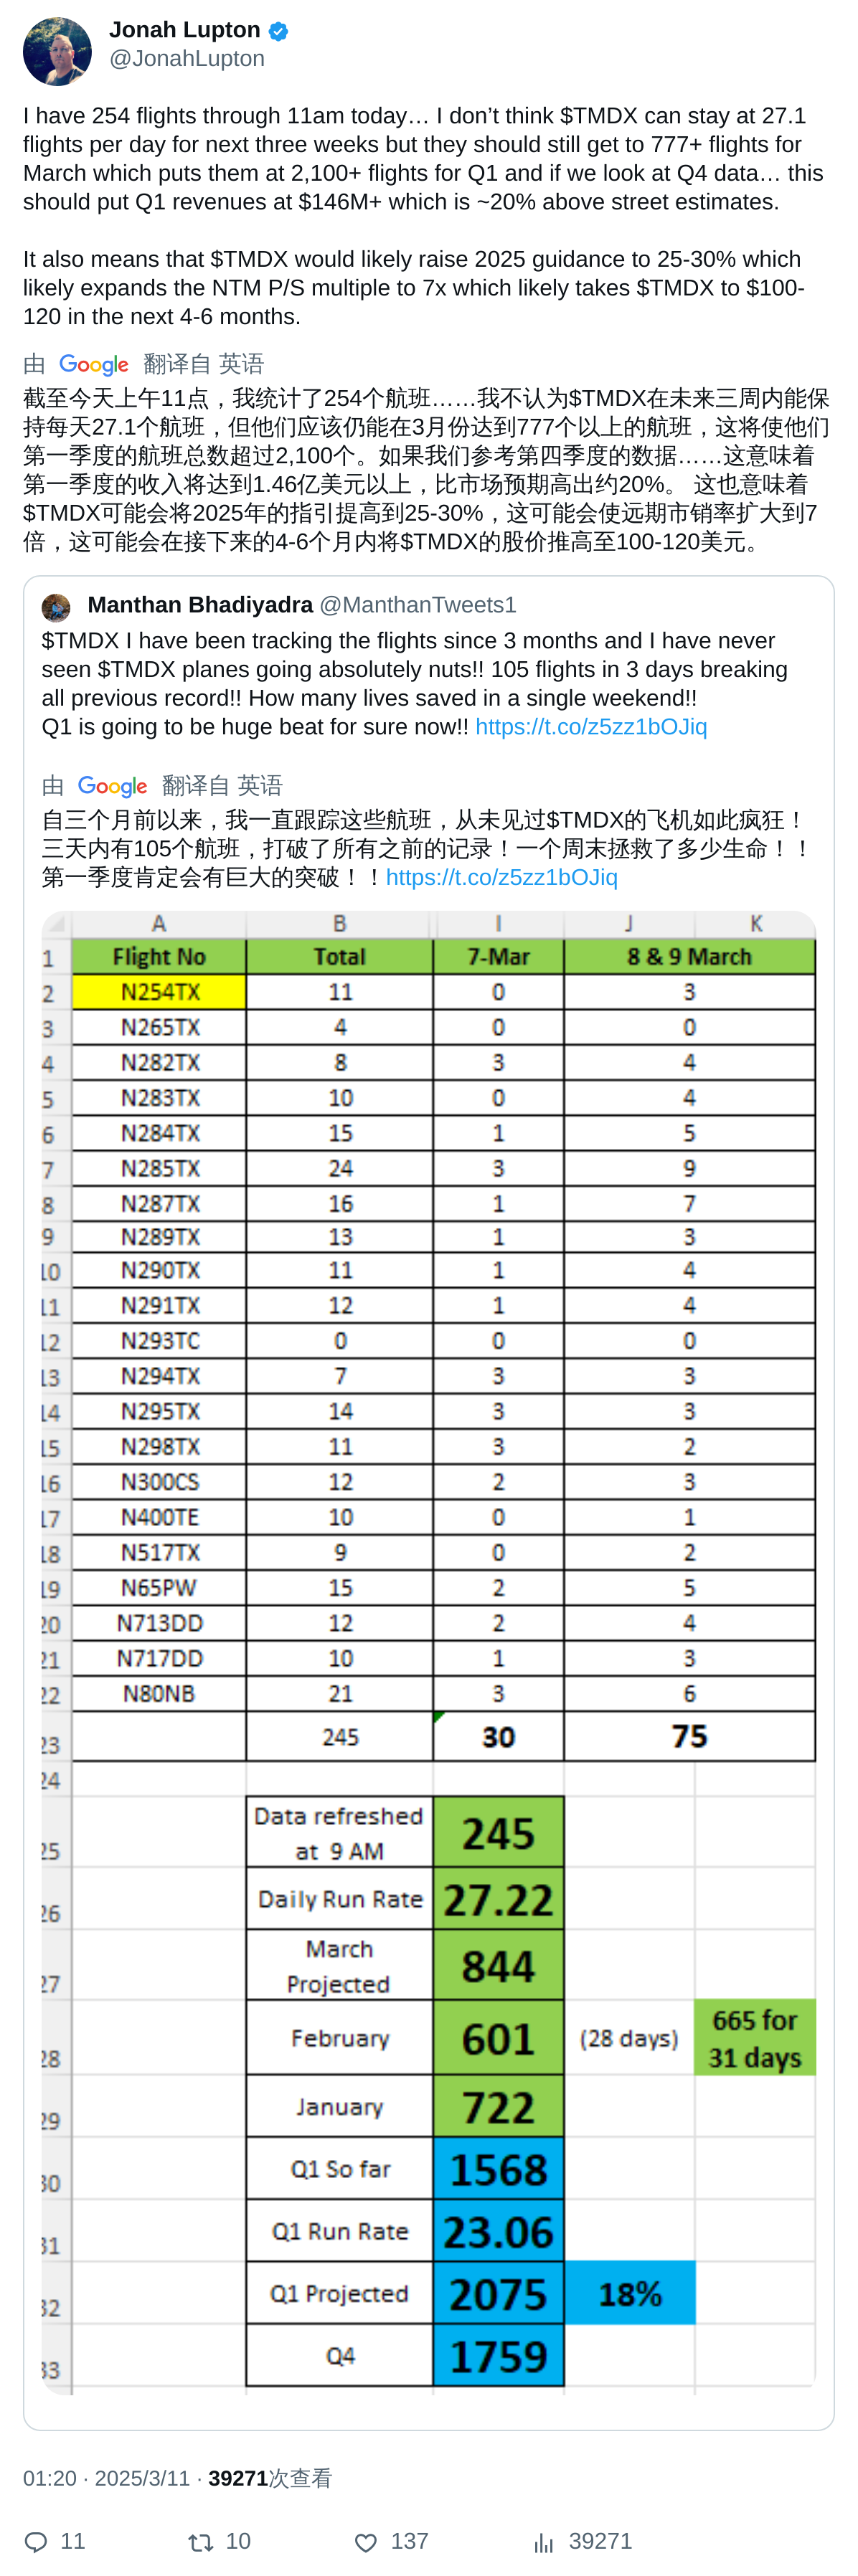 Jonah Lupton
@JonahLupton
I have 254 flights through 11am today… I don’t think $TMDX can stay at 27.1
flights per day for next three weeks but they should still get to 777+ flights for
March which puts them at 2,100+ flights for Q1 and if we look at Q4 data… this
should put Q1 revenues at $146M+ which is ~20% above street estimates.
It also means that $TMDX would likely raise 2025 guidance to 25-30% which
likely expands the NTM P/S multiple to 7x which likely takes $TMDX to $100-
120 in the next 4-6 months.
由 Google 翻译自 英语
截至今天上午11点，我统计了254个航班……我不认为$TMDX在未来三周内能保
持每天27.1个航班，但他们应该仍能在3月份达到777个以上的航班，这将使他们
第一季度的航班总数超过2,100个。如果我们参考第四季度的数据……这意味着
第一季度的收入将达到1.46亿美元以上，比市场预期高出约20%。 这也意味着
$TMDX可能会将2025年的指引提高到25-30%，这可能会使远期市销率扩大到7
倍，这可能会在接下来的4-6个月内将$TMDX的股价推高至100-120美元。
Manthan Bhadiyadra @ManthanTweets1
$TMDX I have been tracking the flights since 3 months and I have never
seen $TMDX planes going absolutely nuts!! 105 flights in 3 days breaking
all previous record!! How many lives saved in a single weekend!!
Q1 is going to be huge beat for sure now!! https://t.co/z5zz1bOJiq
由 Google 翻译自 英语
自三个月前以来，我一直跟踪这些航班，从未见过$TMDX的飞机如此疯狂！
三天内有105个航班，打破了所有之前的记录！一个周末拯救了多少生命！！
第一季度肯定会有巨大的突破！！https://t.co/z5zz1bOJiq
A B I J K
1 Flight No Total 7-Mar 8 & 9 March
2 N254TX 11 0 3
3 N265TX 4 0 0
4 N282TX 8 3 4
5 N283TX 10 0 4
6 N284TX 15 1 5
7 N285TX 24 3 9
8 N287TX 16 1 7
9 N289TX 13 1 3
10 N290TX 11 1 4
11 N291TX 12 1 4
12 N293TC 0 0 0
13 N294TX 7 3 3
14 N295TX 14 3 3
15 N298TX 11 3 2
16 N300CS 12 2 3
17 N400TE 10 0 1
18 N517TX 9 0 2
19 N65PW 15 2 5
20 N713DD 12 2 4
21 N717DD 10 1 3
22 N80NB 21 3 6
23 245 30 75
24
25 Data refreshed at 9 AM 245
26 Daily Run Rate 27.22
27 March Projected 844
28 February 601 (28 days) 665 for 31 days
29 January 722
30 Q1 So far 1568
31 Q1 Run Rate 23.06
32 Q1 Projected 2075 18%
33 Q4 1759
01:20 · 2025/3/11 · 39271次查看
11 10 137 39271